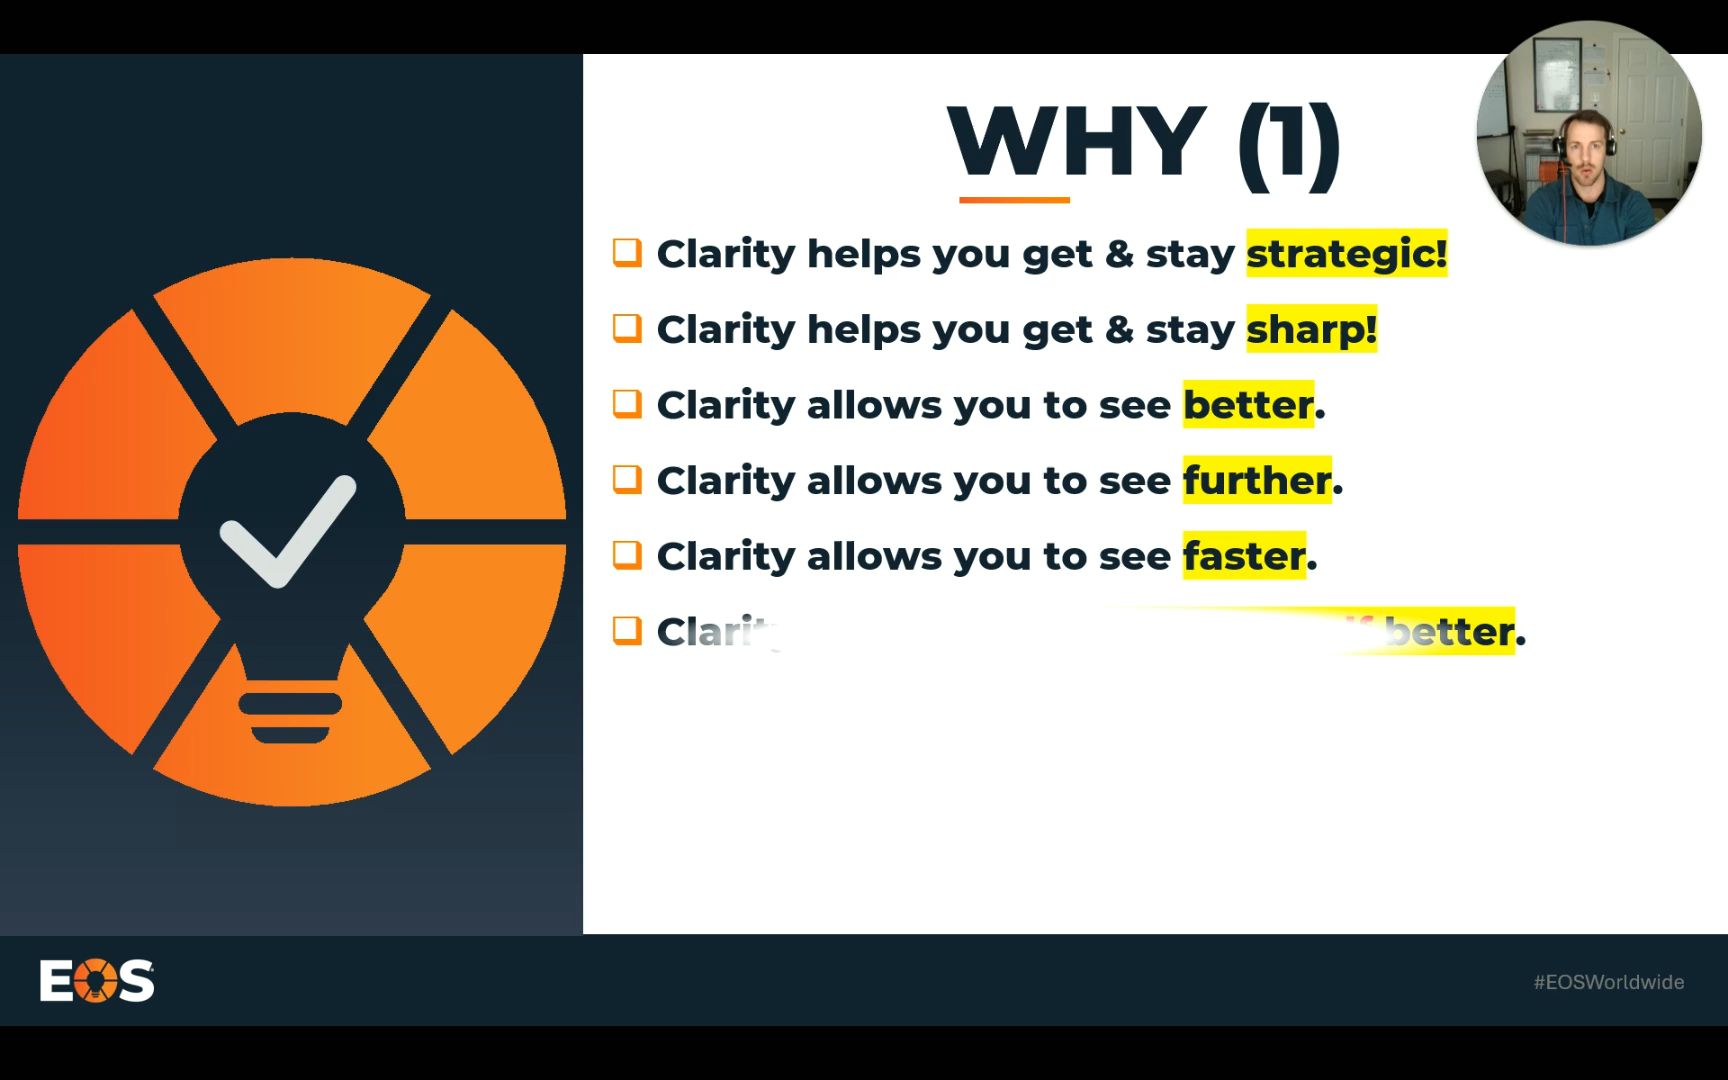 WHY (1)
Clarity helps you get & stay strategic!
Clarity helps you get & stay sharp!
Clarity allows you to see better.
Clarity allows you to see further.
Clarity allows you to see faster.
Clarity better.
EOS
#EOSWorldwide